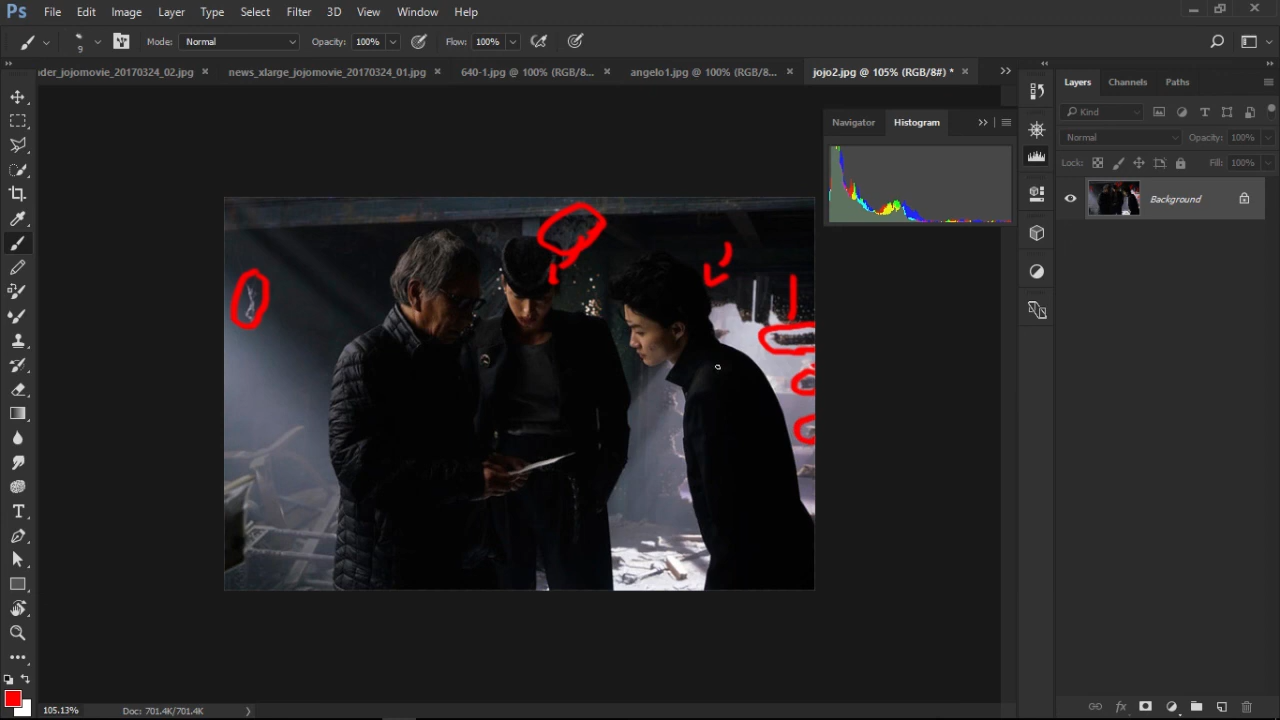 Ps File Edit Image Layer Type Select Filter 3D View Window Help
9 Mode: Normal Opacity: 100% Flow: 100%
uder_jojomovie_20170324_02.jpg × news_xlarge_jojomovie_20170324_01.jpg × 640-1.jpg @ 100% (RGB/8... × angelo1.jpg @ 100% (RGB/8... × jojo2.jpg @ 105% (RGB/8#) * ×
Navigator Histogram
Layers Channels Paths
Kind
Normal Opacity: 100%
Lock: Fill: 100%
Background
105.13% Doc: 701.4K/701.4K